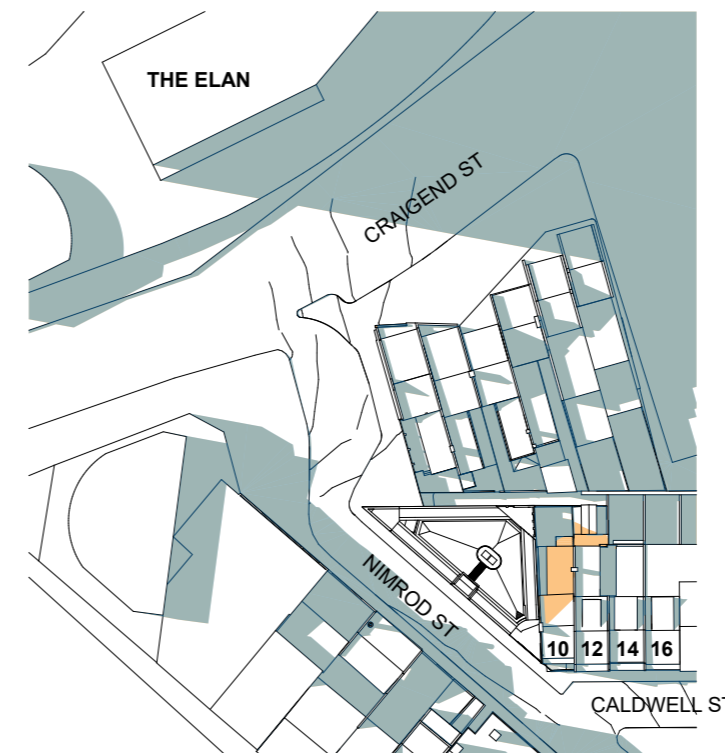 THE ELAN
CRAIGEND ST
NIMROD ST
10 12 14 16
CALDWELL ST